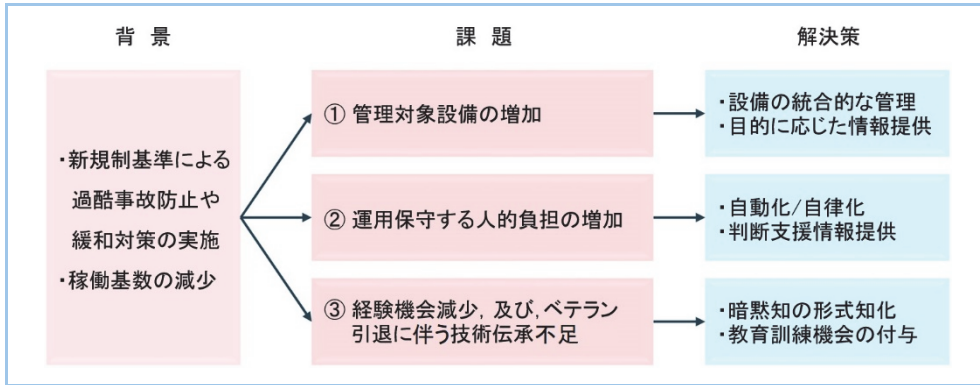 背 景
課 題
解決策
・新規制基準による
過酷事故防止や
緩和対策の実施
・稼働基数の減少
① 管理対象設備の増加
・設備の統合的な管理
・目的に応じた情報提供
② 運用保守する人的負担の増加
・自動化/自律化
・判断支援情報提供
③ 経験機会減少，及び，ベテラン
引退に伴う技術伝承不足
・暗黙知の形式知化
・教育訓練機会の付与